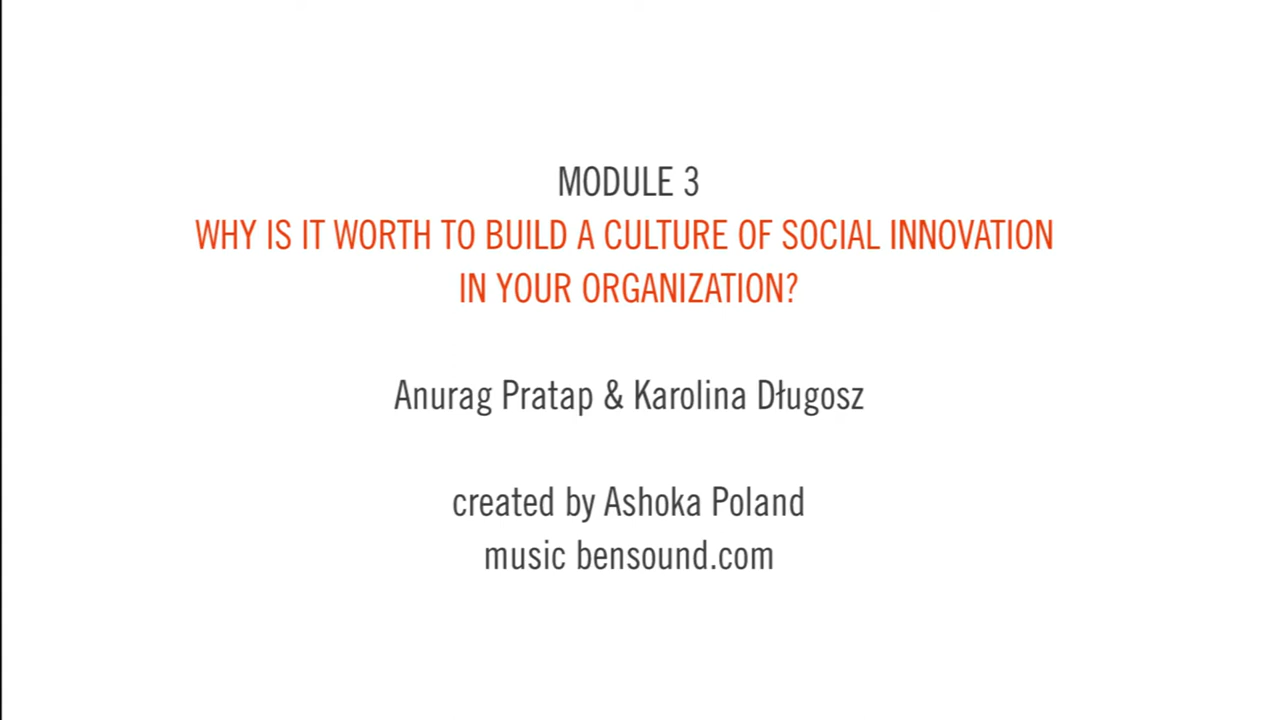 MODULE 3
WHY IS IT WORTH TO BUILD A CULTURE OF SOCIAL INNOVATION
IN YOUR ORGANIZATION?
Anurag Pratap & Karolina Długosz
created by Ashoka Poland
music bensound.com